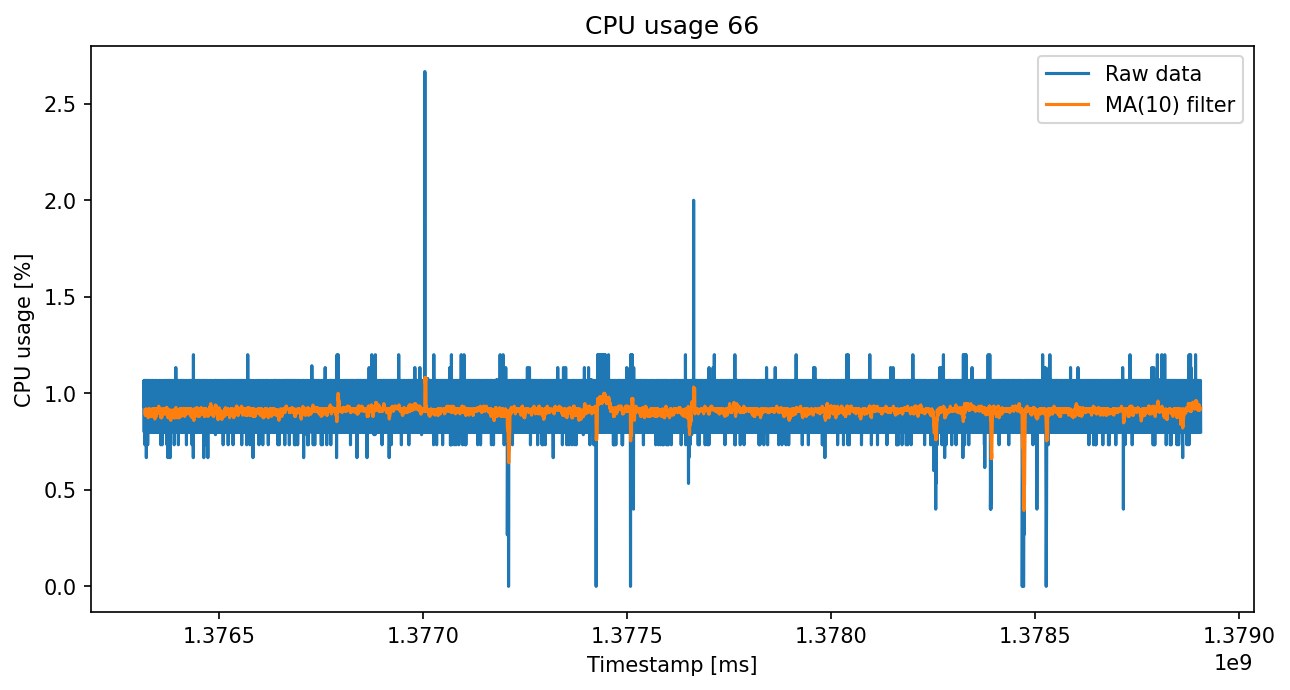 CPU usage 66
Raw data
MA(10) filter
CPU usage [%]
2.5
2.0
1.5
1.0
0.5
0.0
1.3765 1.3770 1.3775 1.3780 1.3785 1.3790
1e9
Timestamp [ms]